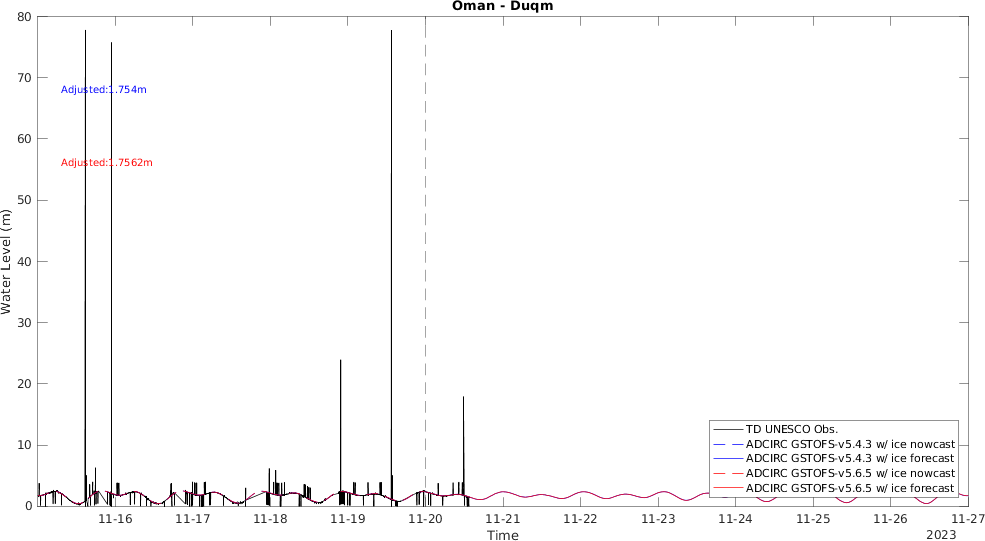 Oman - Duqm
80
70
60
50
40
30
20
10
0
Water Level (m)
Adjusted:1.754m
Adjusted:1.7562m
TD UNESCO Obs.
ADCIRC GSTOFS-v5.4.3 w/ ice nowcast
ADCIRC GSTOFS-v5.4.3 w/ ice forecast
ADCIRC GSTOFS-v5.6.5 w/ ice nowcast
ADCIRC GSTOFS-v5.6.5 w/ ice forecast
11-16 11-17 11-18 11-19 11-20 11-21 11-22 11-23 11-24 11-25 11-26 11-27
Time
2023